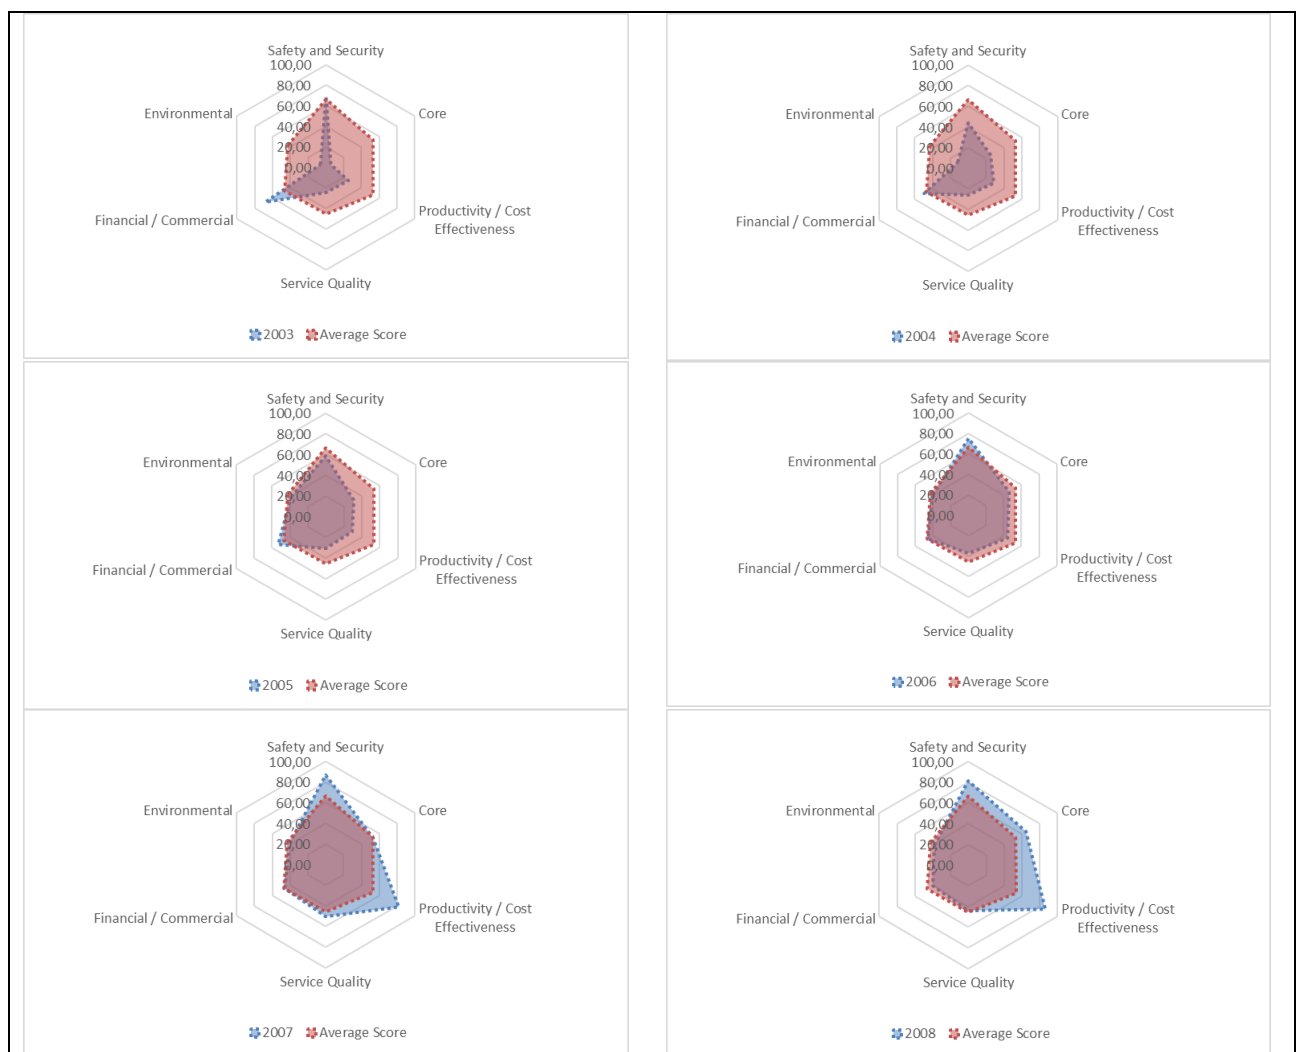 Safety and Security
100,00
80,00
60,00
40,00
20,00
0,00
Environmental
Core
Financial / Commercial
Productivity / Cost
Effectiveness
Service Quality
2003 Average Score
Safety and Security
100,00
80,00
60,00
40,00
20,00
0,00
Environmental
Core
Financial / Commercial
Productivity / Cost
Effectiveness
Service Quality
2004 Average Score
Safety and Security
100,00
80,00
60,00
40,00
20,00
0,00
Environmental
Core
Financial / Commercial
Productivity / Cost
Effectiveness
Service Quality
2005 Average Score
Safety and Security
100,00
80,00
60,00
40,00
20,00
0,00
Environmental
Core
Financial / Commercial
Productivity / Cost
Effectiveness
Service Quality
2006 Average Score
Safety and Security
100,00
80,00
60,00
40,00
20,00
0,00
Environmental
Core
Financial / Commercial
Productivity / Cost
Effectiveness
Service Quality
2007 Average Score
Safety and Security
100,00
80,00
60,00
40,00
20,00
0,00
Environmental
Core
Financial / Commercial
Productivity / Cost
Effectiveness
Service Quality
2008 Average Score